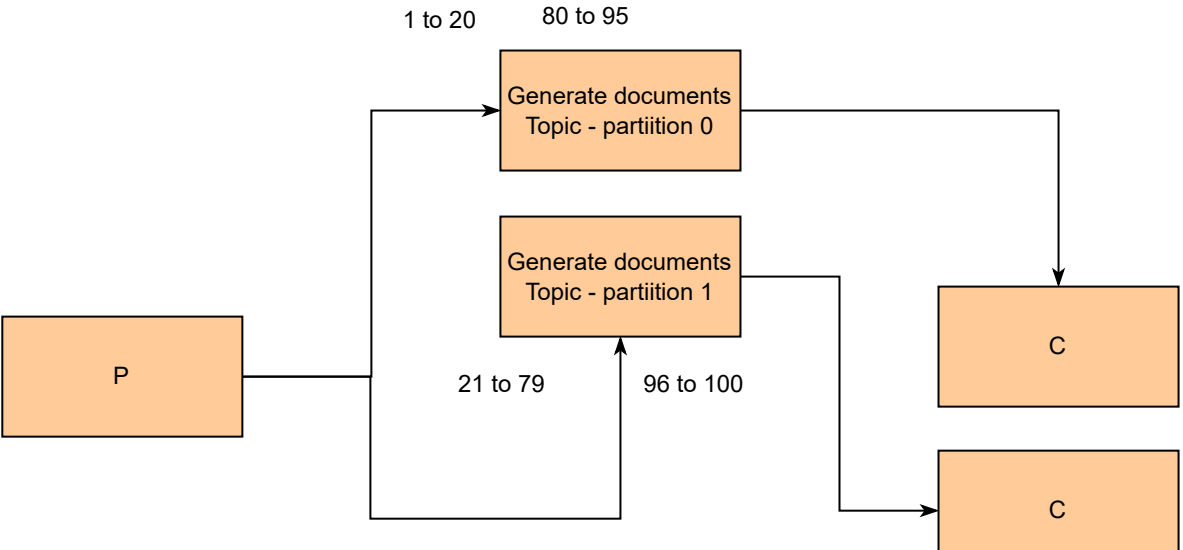 1 to 20
80 to 95
Generate documents
Topic - partiition 0
Generate documents
Topic - partiition 1
P
C
21 to 79
96 to 100
C